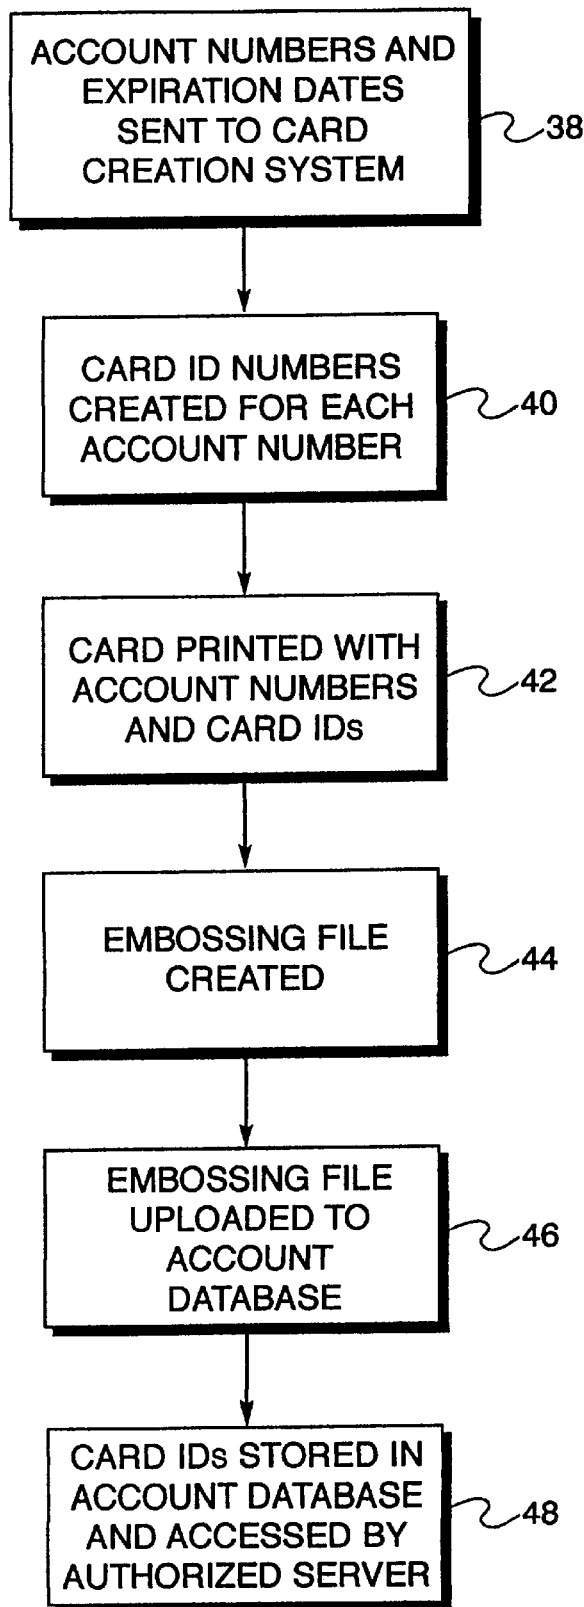 ACCOUNT NUMBERS AND
EXPIRATION DATES
SENT TO CARD
CREATION SYSTEM
38
CARD ID NUMBERS
CREATED FOR EACH
ACCOUNT NUMBER
40
CARD PRINTED WITH
ACCOUNT NUMBERS
AND CARD IDs
42
EMBOSSING FILE
CREATED
44
EMBOSSING FILE
UPLOADED TO
ACCOUNT
DATABASE
46
CARD IDs STORED IN
ACCOUNT DATABASE
AND ACCESSED BY
AUTHORIZED SERVER
48